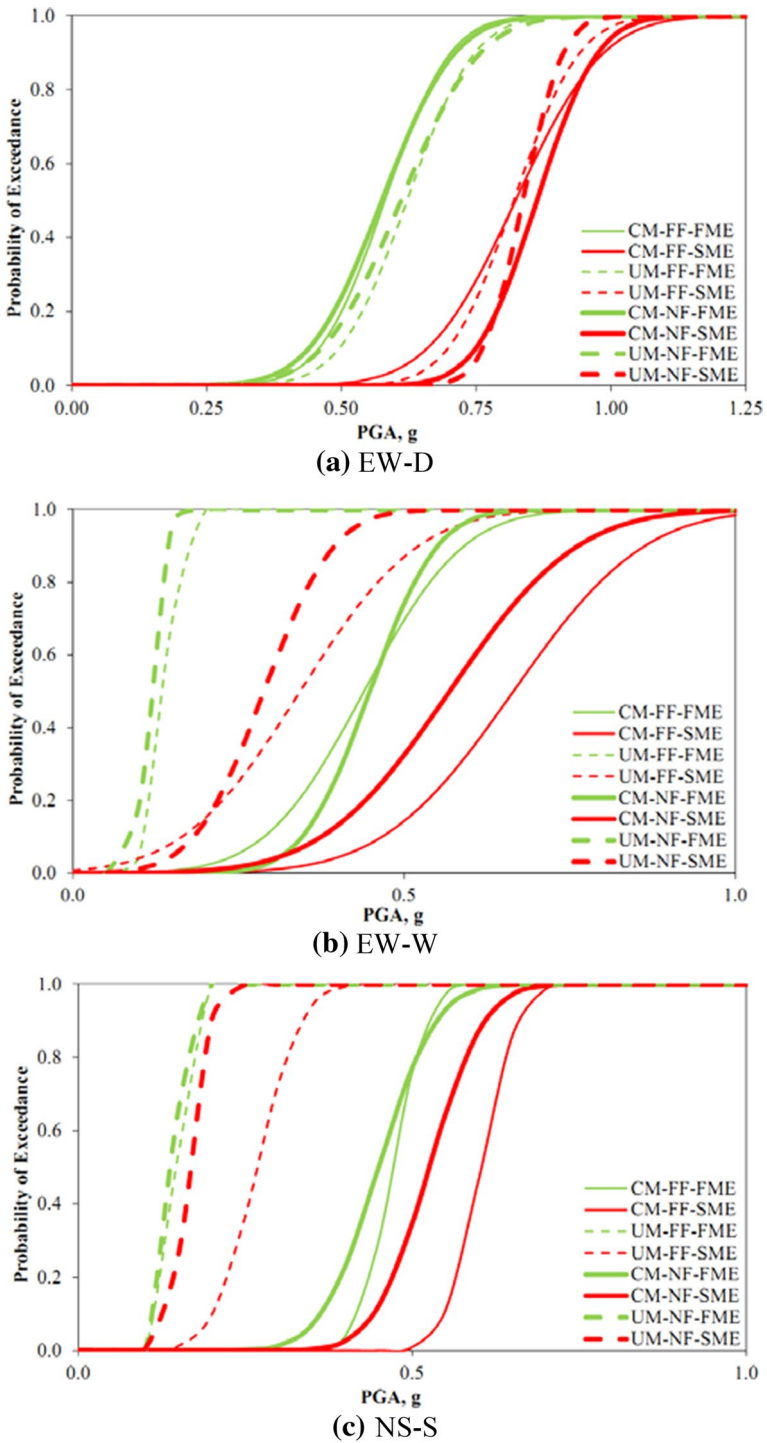 1.0
0.8
0.6
0.4
0.2
0.0
Probability of Exceedance
CM-FF-FME
CM-FF-SME
UM-FF-FME
UM-FF-SME
CM-NF-FME
CM-NF-SME
UM-NF-FME
UM-NF-SME
0.00 0.25 0.50 0.75 1.00 1.25
PGA, g
(a) EW-D
1.0
0.8
0.6
0.4
0.2
0.0
Probability of Exceedance
CM-FF-FME
CM-FF-SME
UM-FF-FME
UM-FF-SME
CM-NF-FME
CM-NF-SME
UM-NF-FME
UM-NF-SME
0.0 0.5 1.0
PGA, g
(b) EW-W
1.0
0.8
0.6
0.4
0.2
0.0
Probability of Exceedance
CM-FF-FME
CM-FF-SME
UM-FF-FME
UM-FF-SME
CM-NF-FME
CM-NF-SME
UM-NF-FME
UM-NF-SME
0.0 0.5 1.0
PGA, g
(c) NS-S